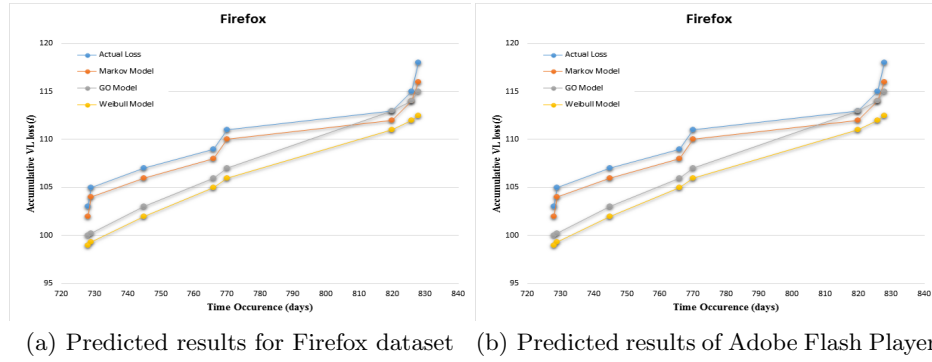 Firefox
120
115
110
105
100
95
Accumulative VL loss(l)
Actual Loss
Markov Model
GO Model
Weibull Model
720 730 740 750 760 770 780 790 800 810 820 830 840
Time Occurence (days)
(a) Predicted results for Firefox dataset
Firefox
120
115
110
105
100
95
Accumulative VL loss(l)
Actual Loss
Markov Model
GO Model
Weibull Model
720 730 740 750 760 770 780 790 800 810 820 830 840
Time Occurence (days)
(b) Predicted results of Adobe Flash Player